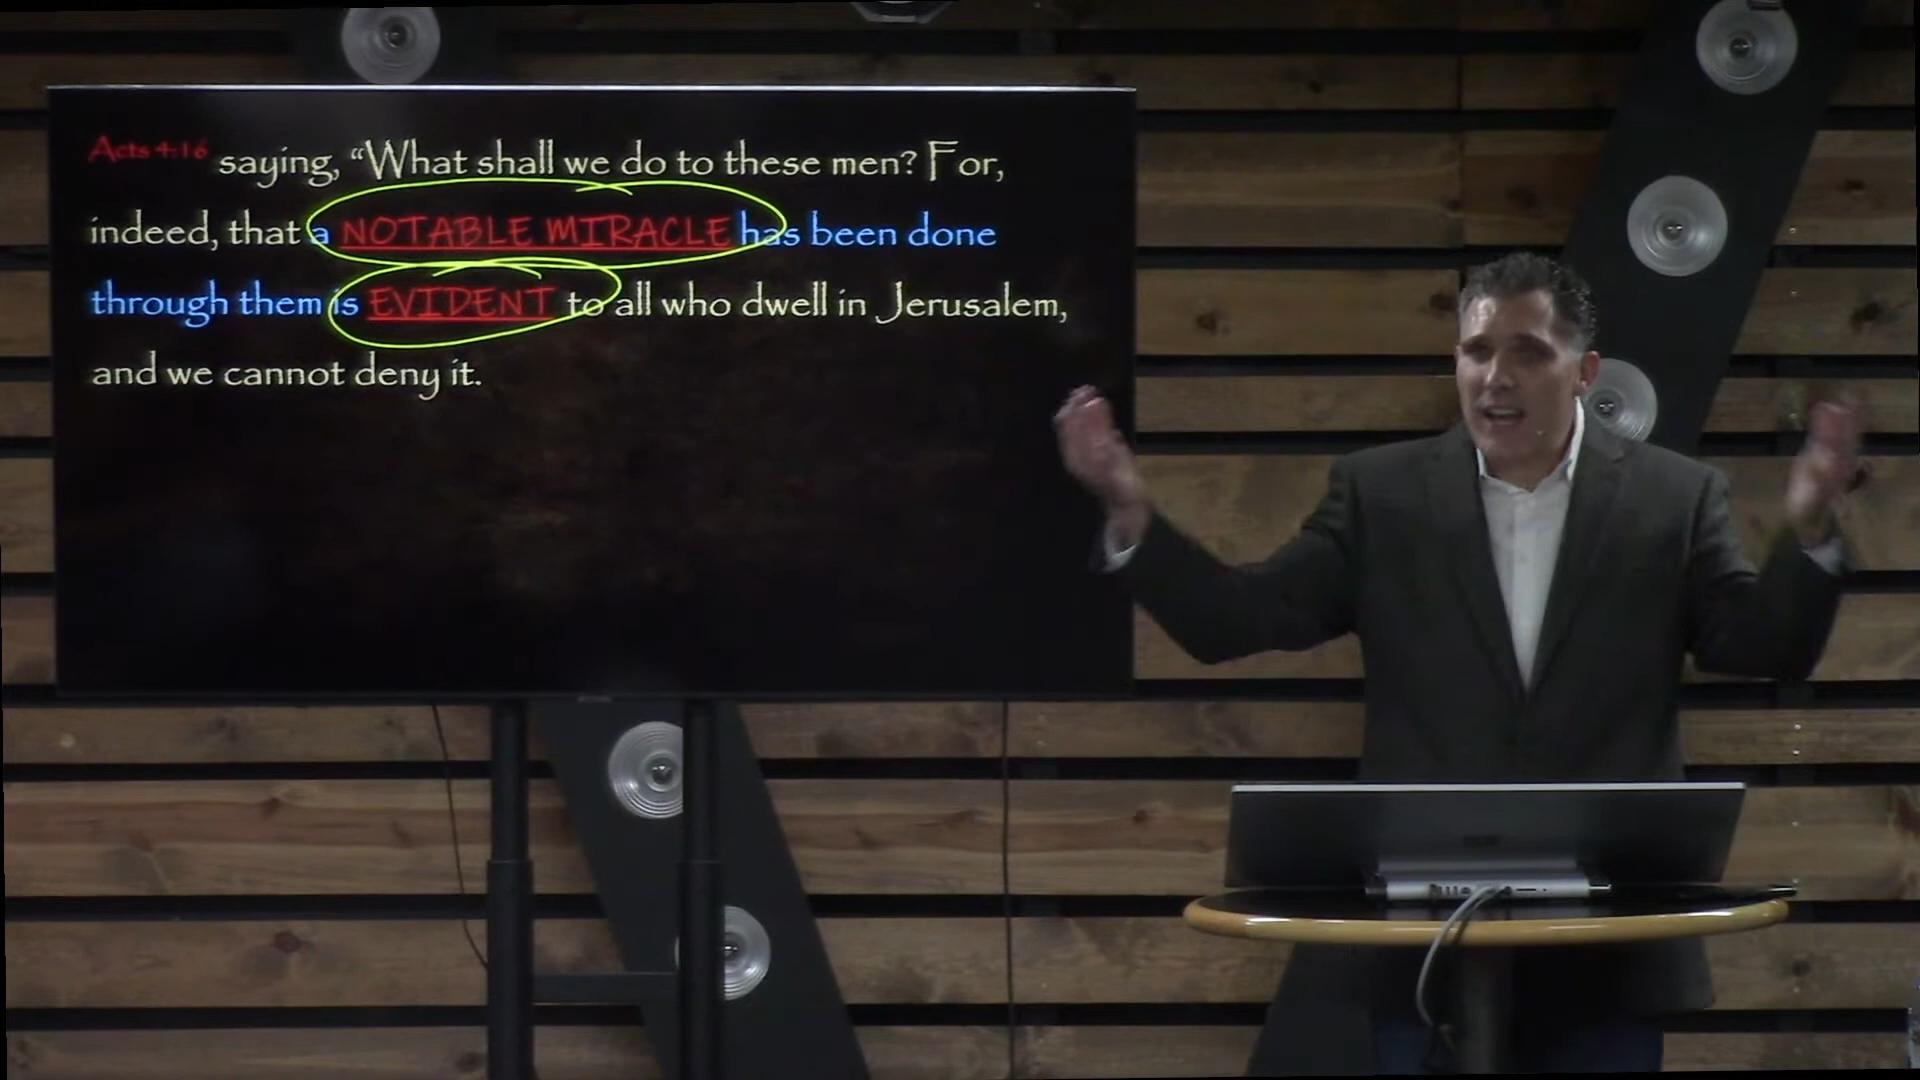 Acts 4:16 saying, “What shall we do to these men? For,
indeed, that a NOTABLE MIRACLE has been done
through them is EVIDENT to all who dwell in Jerusalem,
and we cannot deny it.